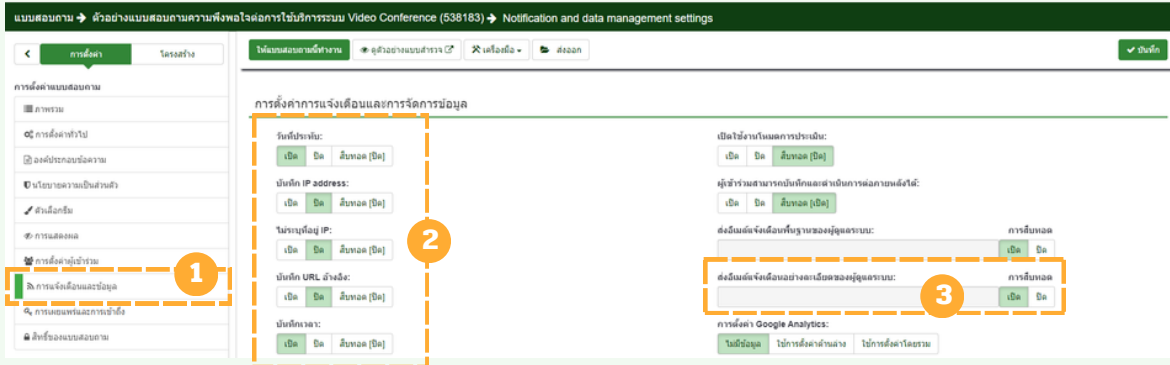 แบบสอบถาม → ตัวอย่างแบบสอบถามความพึงพอใจต่อการใช้บริการระบบ Video Conference (538183) → Notification and data management settings
การตั้งค่า โครงสร้าง
ให้แบบสอบถามนี้ทำงาน ดูตัวอย่างแบบสำรวจ เครื่องมือ ส่งออก บันทึก
การตั้งค่าแบบสอบถาม
ภาพรวม
การตั้งค่าทั่วไป
องค์ประกอบข้อความ
นโยบายความเป็นส่วนตัว
ตัวเลือกธีม
การแสดงผล
การตั้งค่าผู้เข้าร่วม
การแจ้งเตือนและข้อมูล
การเผยแพร่และการเข้าถึง
สิทธิ์ของแบบสอบถาม
1
การตั้งค่าการแจ้งเตือนและการจัดการข้อมูล
วันที่ประทับ:
เปิด ปิด สืบทอด [ปิด]
บันทึก IP address:
เปิด ปิด สืบทอด [ปิด]
ไม่ระบุที่อยู่ IP:
เปิด ปิด สืบทอด [ปิด]
บันทึก URL อ้างอิง:
เปิด ปิด สืบทอด [ปิด]
บันทึกเวลา:
เปิด ปิด สืบทอด [ปิด]
2
เปิดใช้งานโหมดการประเมิน:
เปิด ปิด สืบทอด [ปิด]
ผู้เข้าร่วมสามารถบันทึกและดำเนินการต่อภายหลังได้:
เปิด ปิด สืบทอด [เปิด]
ส่งอีเมลแจ้งเตือนพื้นฐานของผู้ดูแลระบบ: การสืบทอด
เปิด ปิด
ส่งอีเมลแจ้งเตือนอย่างละเอียดของผู้ดูแลระบบ: การสืบทอด
3 เปิด ปิด
การตั้งค่า Google Analytics:
ไม่มีข้อมูล ใช้การตั้งค่าด้านล่าง ใช้การตั้งค่าโดยรวม